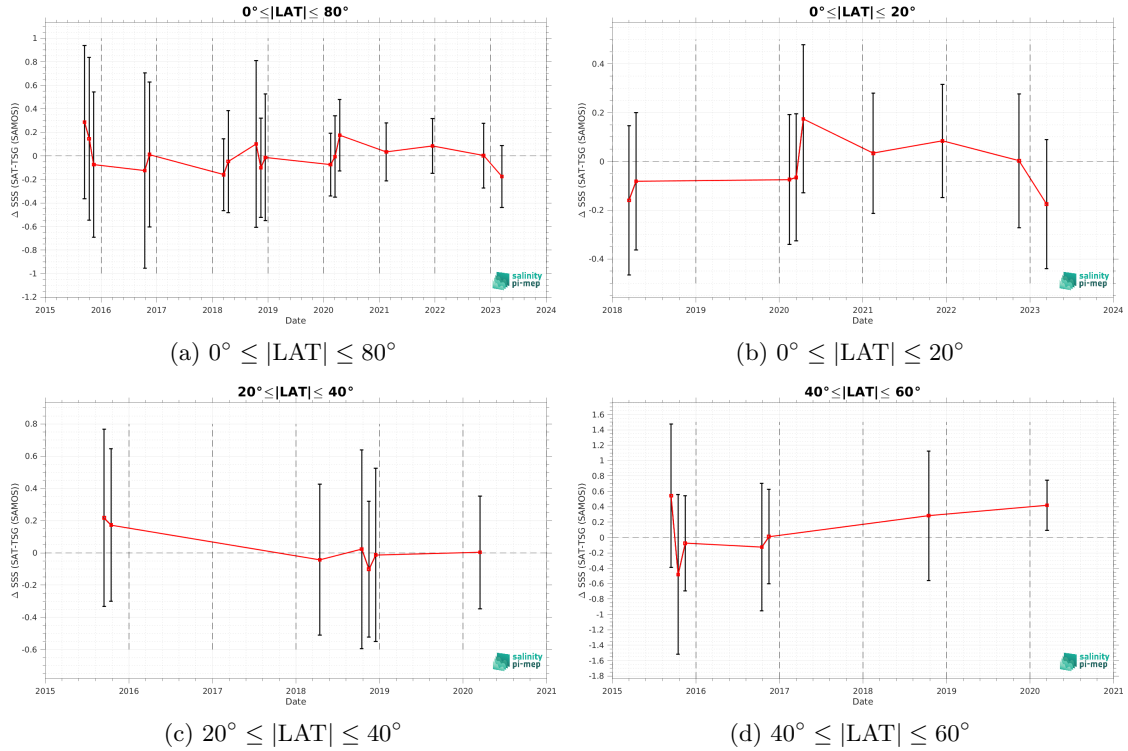 0°≤|LAT|≤ 80°
1
0.8
0.6
0.4
0.2
0
-0.2
-0.4
-0.6
-0.8
-1
-1.2
Δ SSS (SAT-TSG (SAMOS))
2015 2016 2017 2018 2019 2020 2021 2022 2023 2024
Date
salinity
pi-mep
(a) 0° ≤ |LAT| ≤ 80°
0°≤|LAT|≤ 20°
0.4
0.2
0
-0.2
-0.4
Δ SSS (SAT-TSG (SAMOS))
2018 2019 2020 2021 2022 2023 2024
Date
salinity
pi-mep
(b) 0° ≤ |LAT| ≤ 20°
20°≤|LAT|≤ 40°
0.8
0.6
0.4
0.2
0
-0.2
-0.4
-0.6
Δ SSS (SAT-TSG (SAMOS))
2015 2016 2017 2018 2019 2020 2021
Date
salinity
pi-mep
(c) 20° ≤ |LAT| ≤ 40°
40°≤|LAT|≤ 60°
1.6
1.4
1.2
1
0.8
0.6
0.4
0.2
0
-0.2
-0.4
-0.6
-0.8
-1
-1.2
-1.4
-1.6
-1.8
Δ SSS (SAT-TSG (SAMOS))
2015 2016 2017 2018 2019 2020 2021
Date
salinity
pi-mep
(d) 40° ≤ |LAT| ≤ 60°